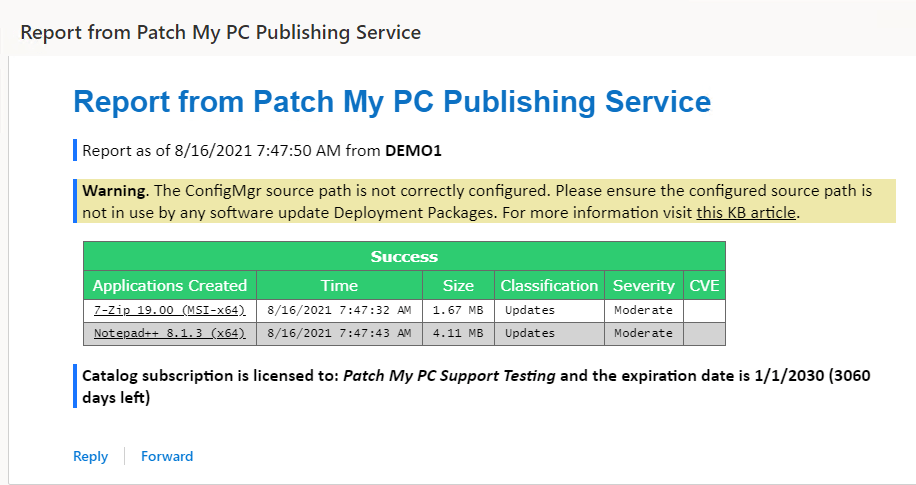 Report from Patch My PC Publishing Service
Report from Patch My PC Publishing Service
Report as of 8/16/2021 7:47:50 AM from DEMO1
Warning. The ConfigMgr source path is not correctly configured. Please ensure the configured source path is
not in use by any software update Deployment Packages. For more information visit this KB article.
Success
Applications Created Time Size Classification Severity CVE
7-Zip 19.00 (MSI-x64) 8/16/2021 7:47:32 AM 1.67 MB Updates Moderate
Notepad++ 8.1.3 (x64) 8/16/2021 7:47:43 AM 4.11 MB Updates Moderate
Catalog subscription is licensed to: Patch My PC Support Testing and the expiration date is 1/1/2030 (3060
days left)
Reply Forward